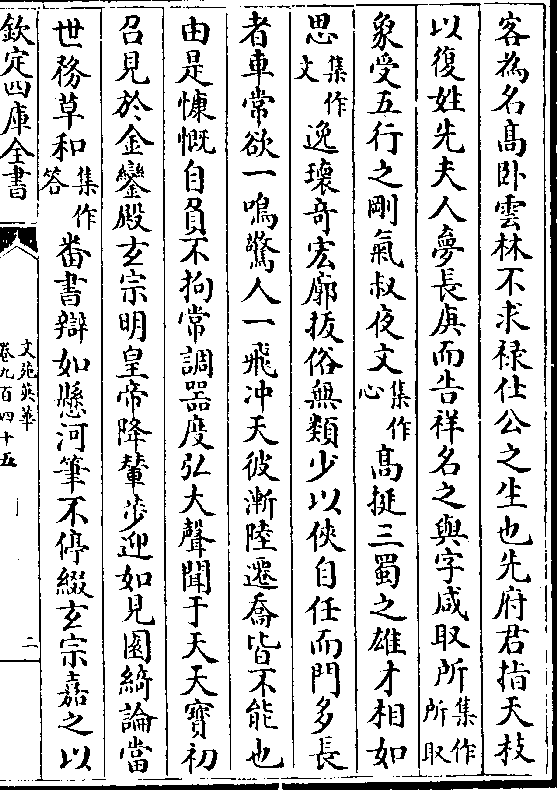 客為名高卧雲林不求禄仕公之生也先府君指天枝
以復姓先夫人夢長庚而告祥名之與字咸取所集作所取
象受五行之剛氣叔夜文集作心高挺三蜀之雄才相如
思集作文逸瓌奇宏廓拔俗無類少以俠自任而門多長
者車常欲一鳴驚人一飛冲天彼漸陸遷喬皆不能也
由是慷慨自負不拘常調器度弘大聲聞于天天寶初
召見於金鑾殿玄宗明皇帝降輦步迎如見園綺論當
世務草和集作答蕃書辯如懸河筆不停綴玄宗嘉之以
欽定四庫全書
文苑英華
卷九百四十五
二